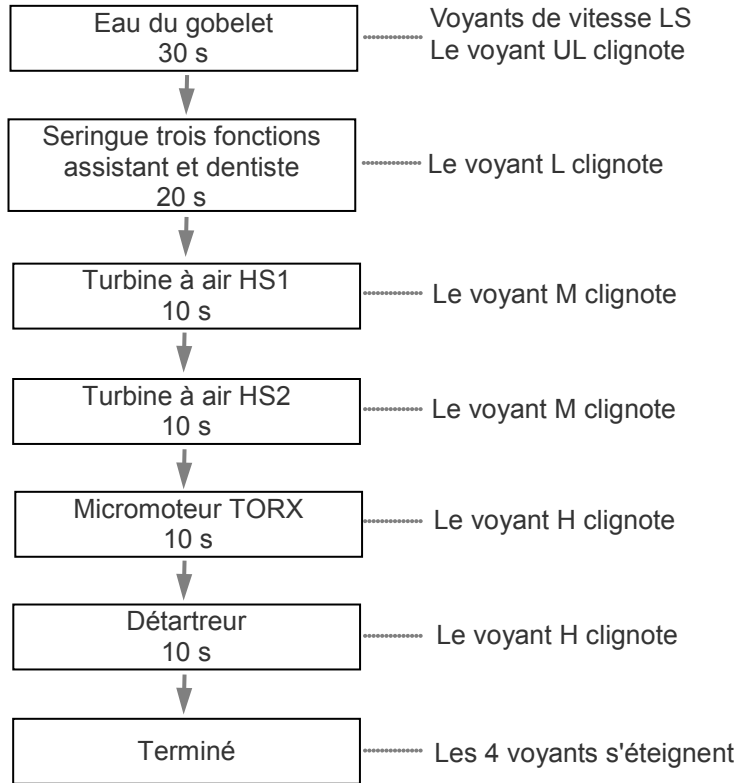 Eau du gobelet
30 s
Voyants de vitesse LS
Le voyant UL clignote
Seringue trois fonctions
assistant et dentiste
20 s
Le voyant L clignote
Turbine à air HS1
10 s
Le voyant M clignote
Turbine à air HS2
10 s
Le voyant M clignote
Micromoteur TORX
10 s
Le voyant H clignote
Détartreur
10 s
Le voyant H clignote
Terminé
Les 4 voyants s'éteignent